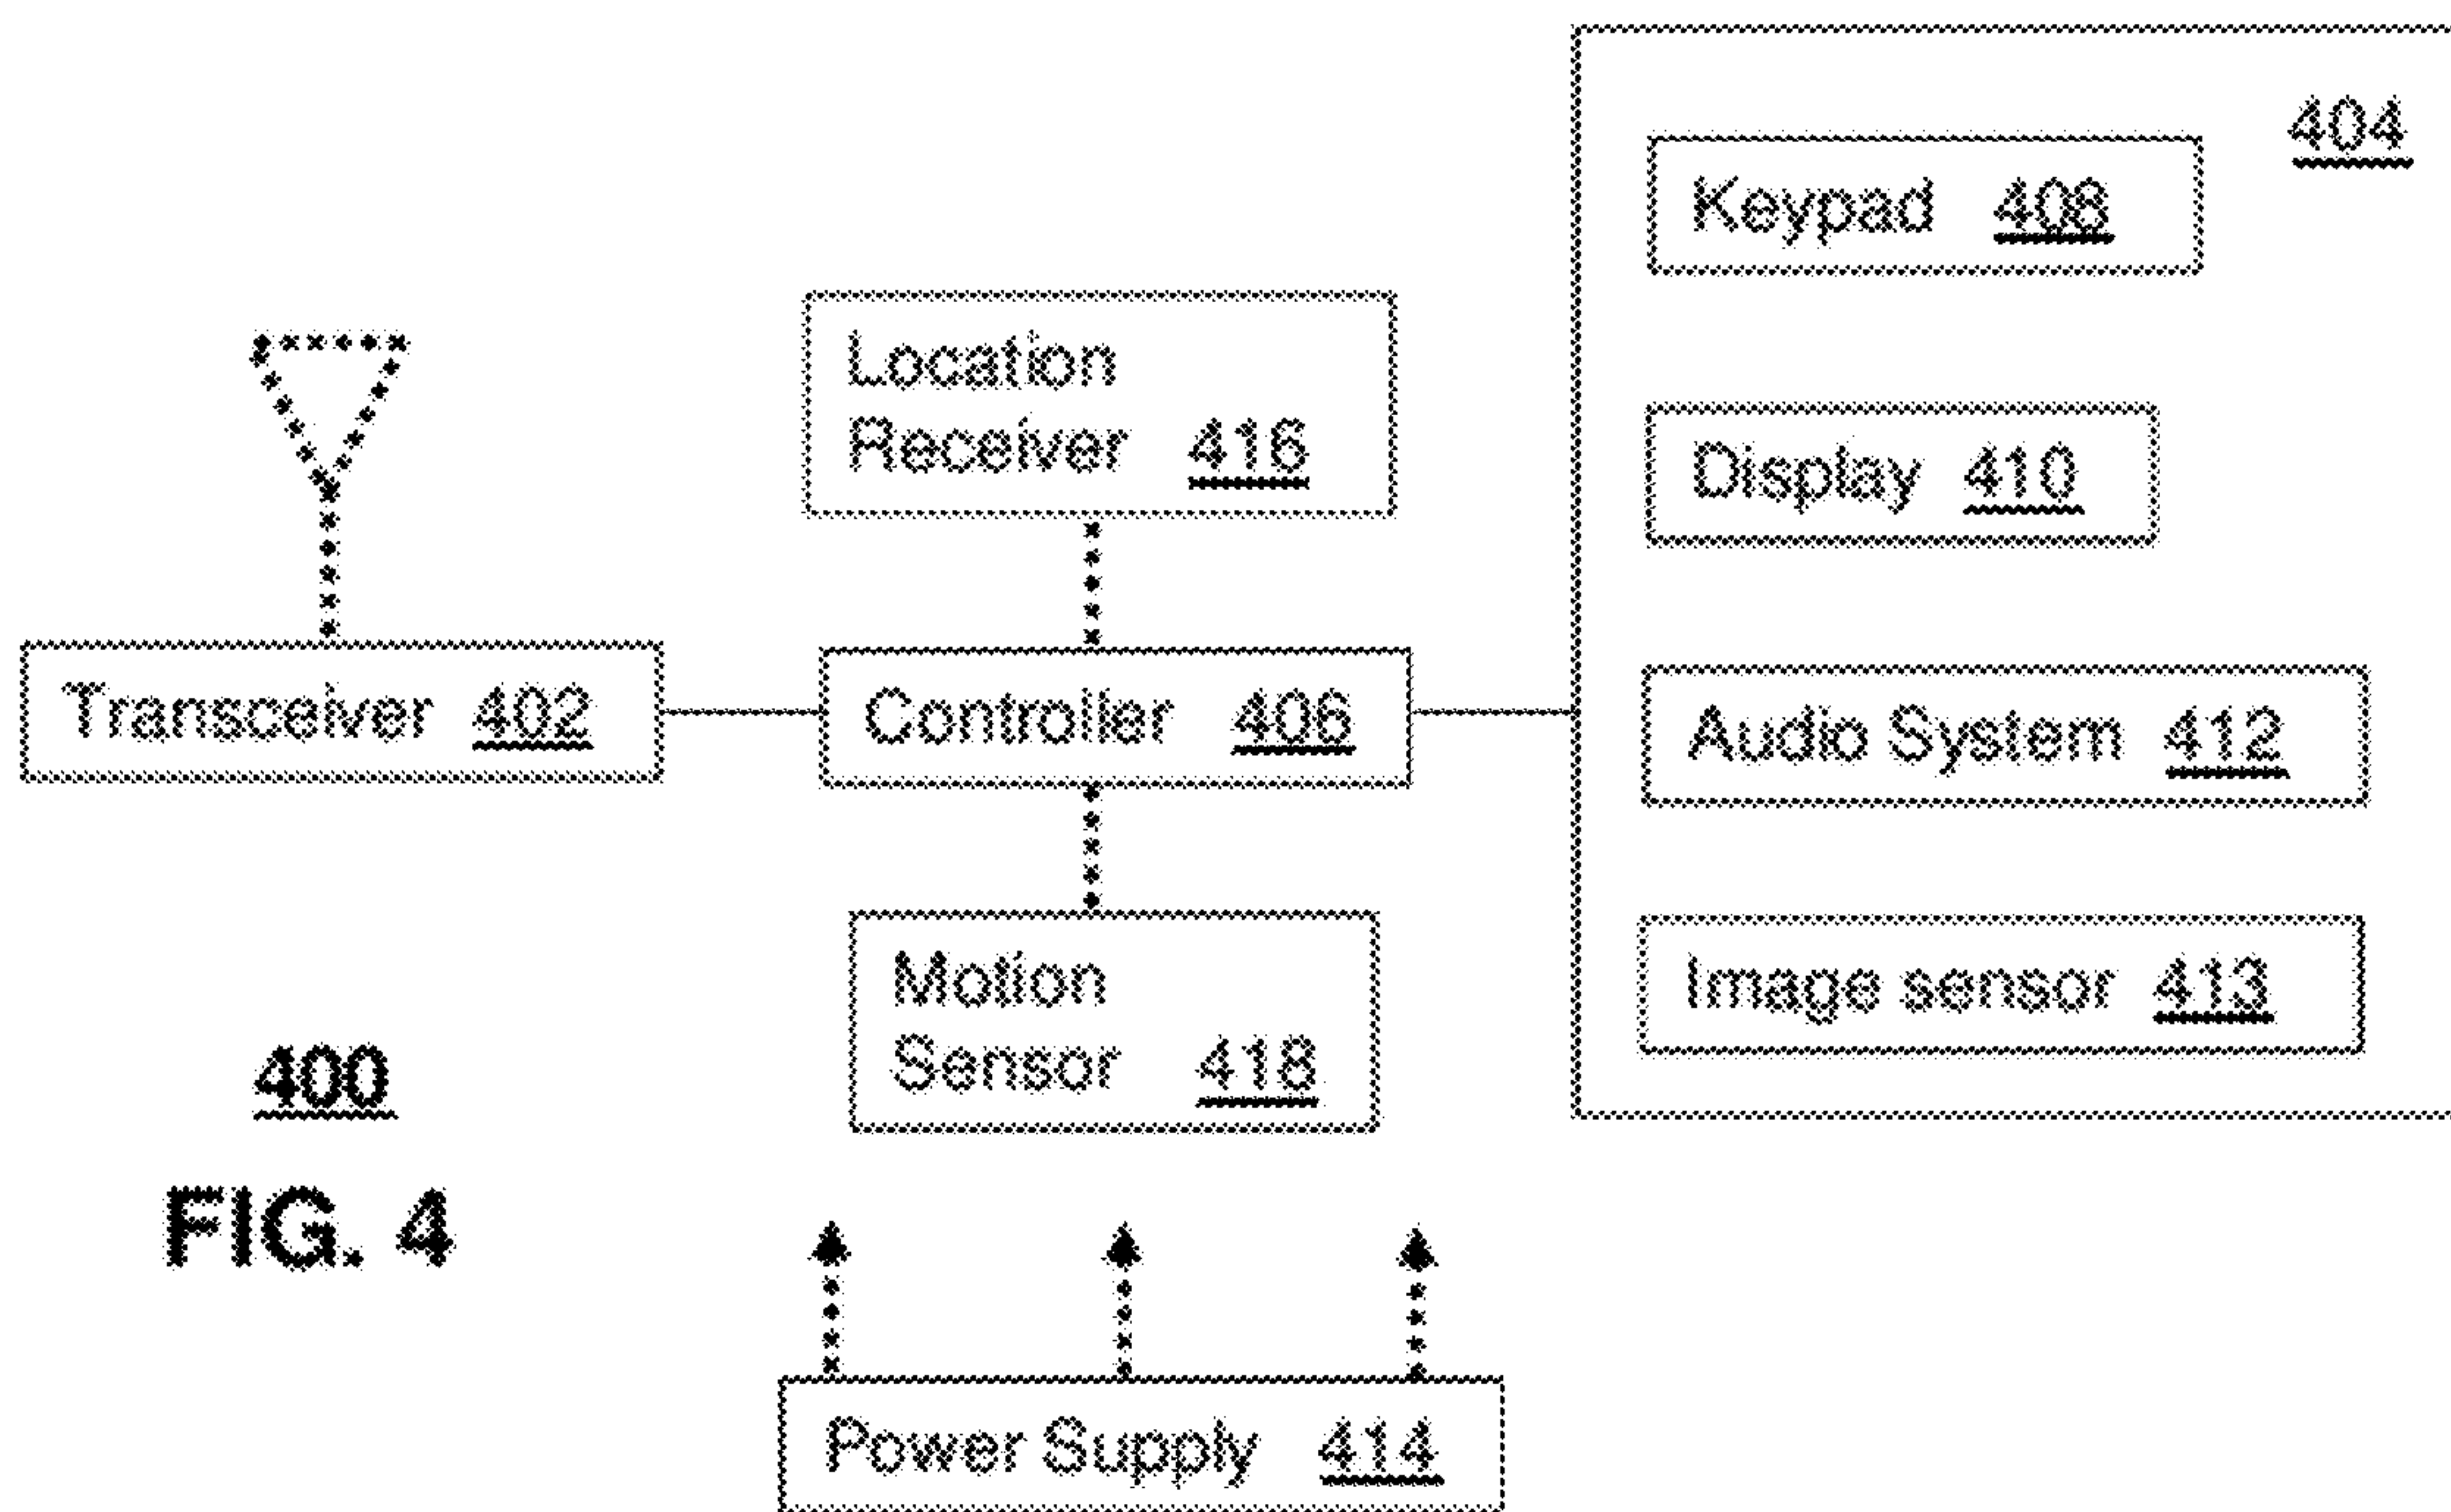 404
Keypad 408
Location
Receiver 416
Display 410
Transceiver 402
Controller 406
Audio System 412
Motion
Sensor 418
Image sensor 413
400
FIG. 4
Power Supply 414